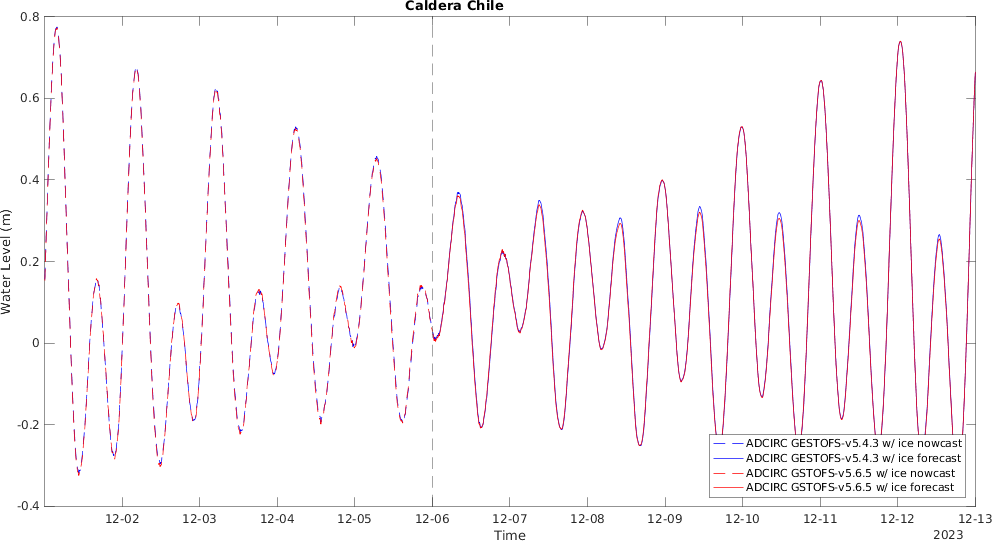 Caldera Chile
0.8
0.6
0.4
0.2
0
-0.2
-0.4
Water Level (m)
ADCIRC GESTOFS-v5.4.3 w/ ice nowcast
ADCIRC GESTOFS-v5.4.3 w/ ice forecast
ADCIRC GSTOFS-v5.6.5 w/ ice nowcast
ADCIRC GSTOFS-v5.6.5 w/ ice forecast
12-02 12-03 12-04 12-05 12-06 12-07 12-08 12-09 12-10 12-11 12-12 12-13
Time
2023